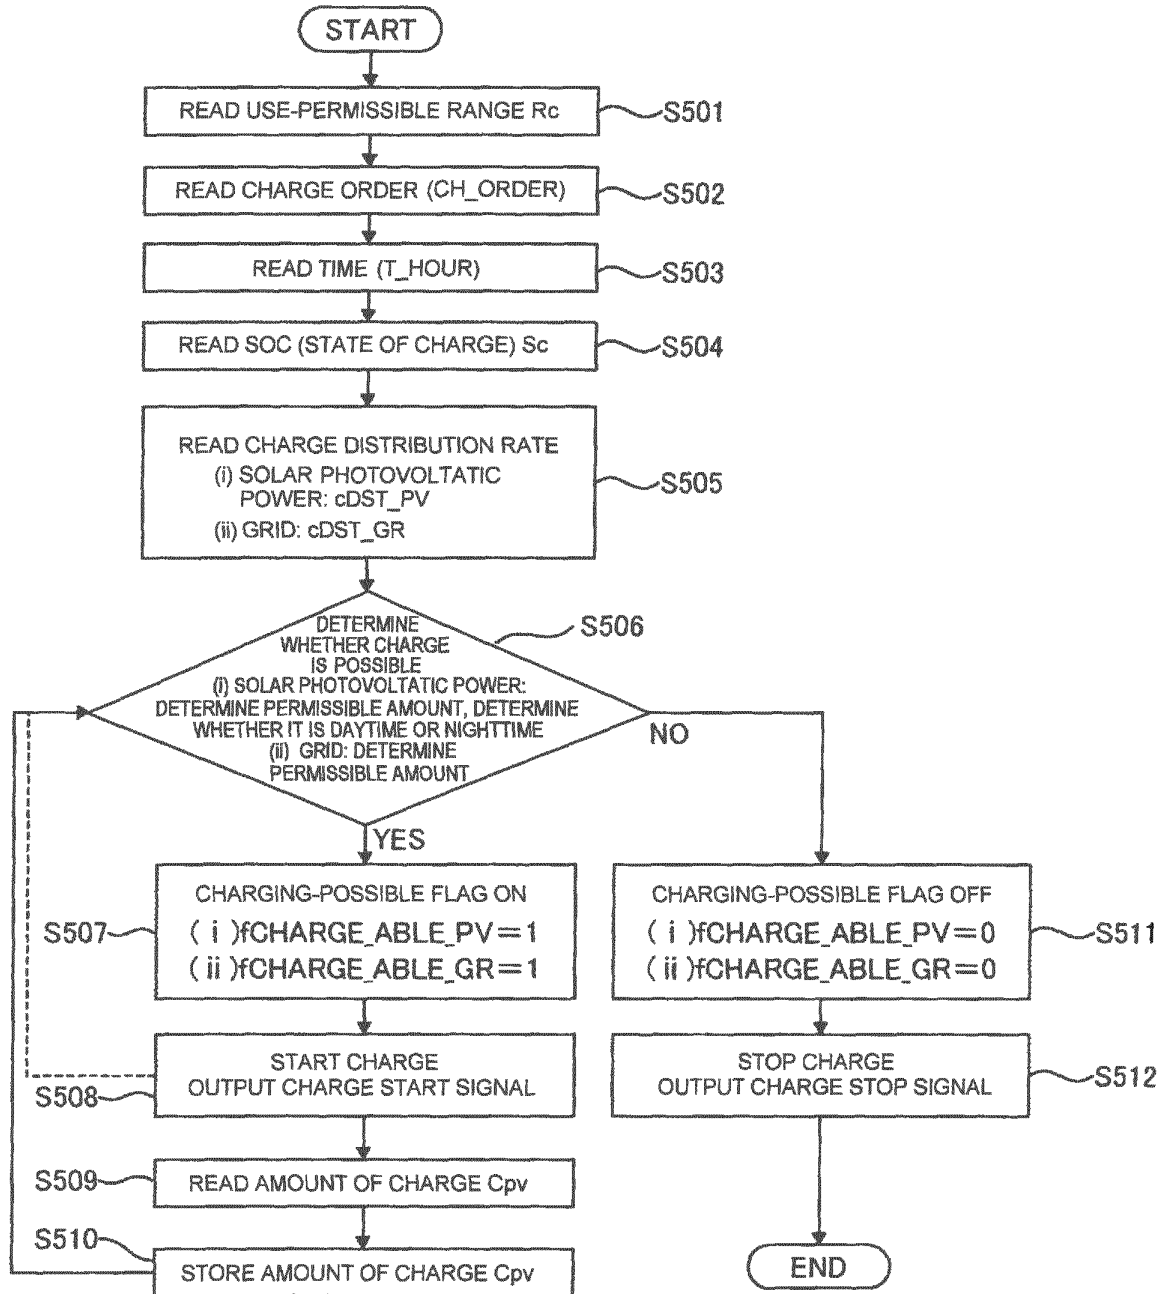 START
READ USE-PERMISSIBLE RANGE Rc
S501
READ CHARGE ORDER (CH_ORDER)
S502
READ TIME (T_HOUR)
S503
READ SOC (STATE OF CHARGE) Sc
S504
READ CHARGE DISTRIBUTION RATE
(i) SOLAR PHOTOVOLTATIC
POWER: cDST_PV
(ii) GRID: cDST_GR
S505
DETERMINE
WHETHER CHARGE
IS POSSIBLE
(i) SOLAR PHOTOVOLTATIC POWER:
DETERMINE PERMISSIBLE AMOUNT, DETERMINE
WHETHER IT IS DAYTIME OR NIGHTTIME
(ii) GRID: DETERMINE
PERMISSIBLE AMOUNT
S506
NO
YES
CHARGING-POSSIBLE FLAG ON
( i )fCHARGE_ABLE_PV=1
(ii)fCHARGE_ABLE_GR=1
S507
CHARGING-POSSIBLE FLAG OFF
( i )fCHARGE_ABLE_PV=0
(ii)fCHARGE_ABLE_GR=0
S511
START CHARGE
OUTPUT CHARGE START SIGNAL
S508
STOP CHARGE
OUTPUT CHARGE STOP SIGNAL
S512
S509
READ AMOUNT OF CHARGE Cpv
S510
STORE AMOUNT OF CHARGE Cpv
END